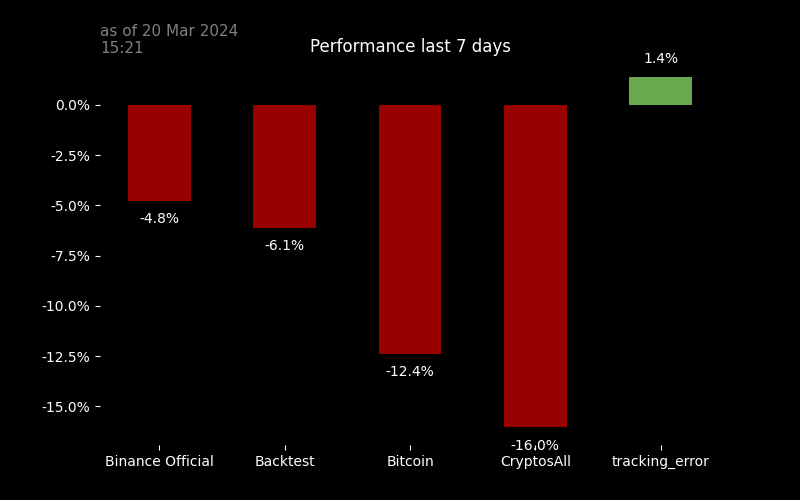 as of 20 Mar 2024
15:21
Performance last 7 days
1.4%
0.0%
-2.5%
-5.0%
-7.5%
-10.0%
-12.5%
-15.0%
-4.8%
-6.1%
-12.4%
-16.0%
Binance Official
Backtest
Bitcoin
CryptosAll
tracking_error